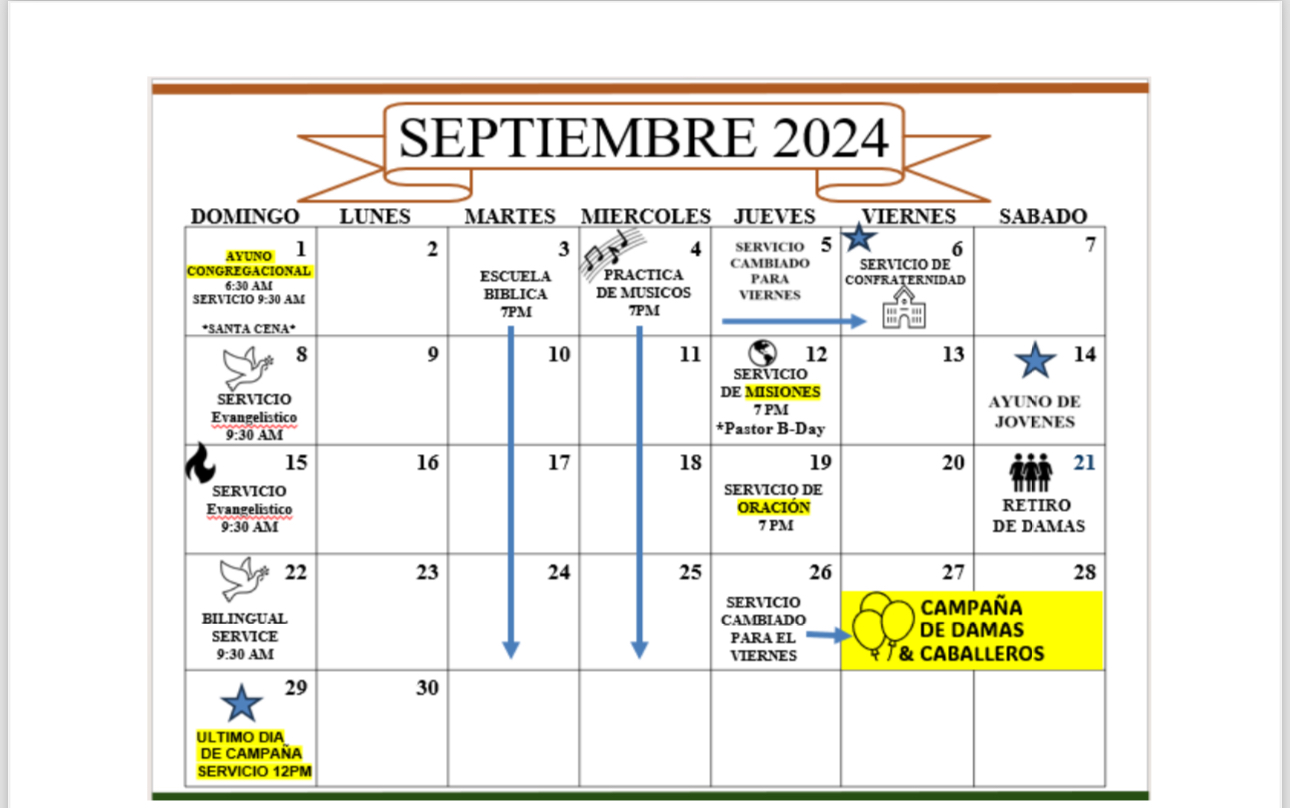 SEPTIEMBRE 2024
DOMINGO LUNES MARTES MIERCOLES JUEVES VIERNES SABADO
1
AYUNO
CONGREGACIONAL
6:30 AM
SERVICIO 9:30 AM
*SANTA CENA*
2
3
ESCUELA
BIBLICA
7PM
4
PRACTICA
DE MUSICOS
7PM
5
SERVICIO
CAMBIADO
PARA
VIERNES
6
SERVICIO DE
CONFRATERNIDAD
7
8
SERVICIO
Evangelistico
9:30 AM
9
10
11
12
SERVICIO
DE MISIONES
7 PM
*Pastor B-Day
13
14
AYUNO DE
JOVENES
15
SERVICIO
Evangelistico
9:30 AM
16
17
18
19
SERVICIO DE
ORACIÓN
7 PM
20
21
RETIRO
DE DAMAS
22
BILINGUAL
SERVICE
9:30 AM
23
24
25
26
SERVICIO
CAMBIADO
PARA EL
VIERNES
27
28
CAMPAÑA
DE DAMAS
& CABALLEROS
29
ULTIMO DIA
DE CAMPAÑA
SERVICIO 12PM
30